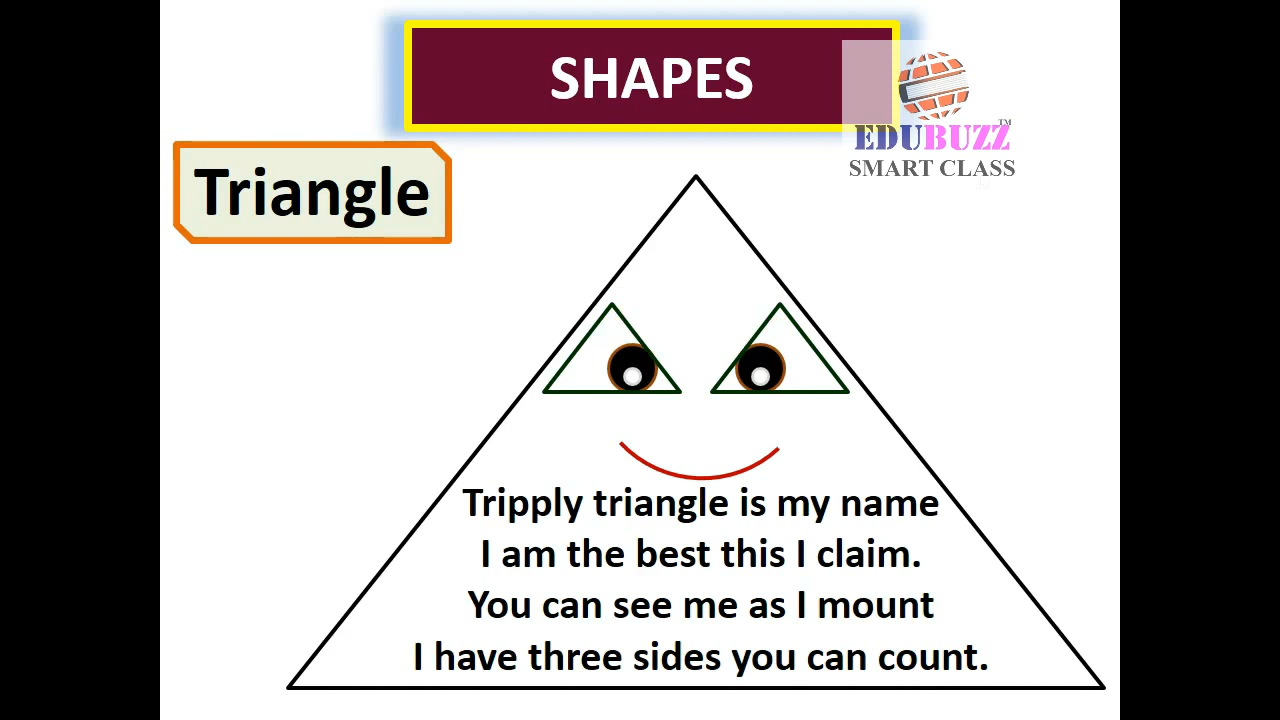 SHAPES
EDUBUZZ™
SMART CLASS
Triangle
Tripply triangle is my name
I am the best this I claim.
You can see me as I mount
I have three sides you can count.